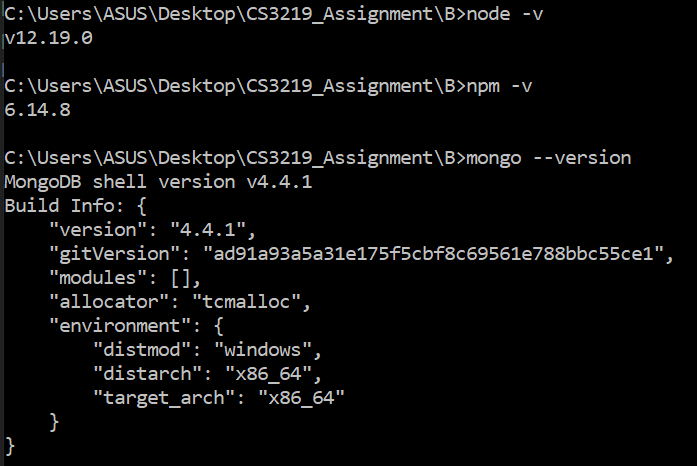 C:\Users\ASUS\Desktop\CS3219_Assignment\B>node -v
v12.19.0
C:\Users\ASUS\Desktop\CS3219_Assignment\B>npm -v
6.14.8
C:\Users\ASUS\Desktop\CS3219_Assignment\B>mongo --version
MongoDB shell version v4.4.1
Build Info: {
    "version": "4.4.1",
    "gitVersion": "ad91a93a5a31e175f5cbf8c69561e788bbc55ce1",
    "modules": [],
    "allocator": "tcmalloc",
    "environment": {
        "distmod": "windows",
        "distarch": "x86_64",
        "target_arch": "x86_64"
    }
}